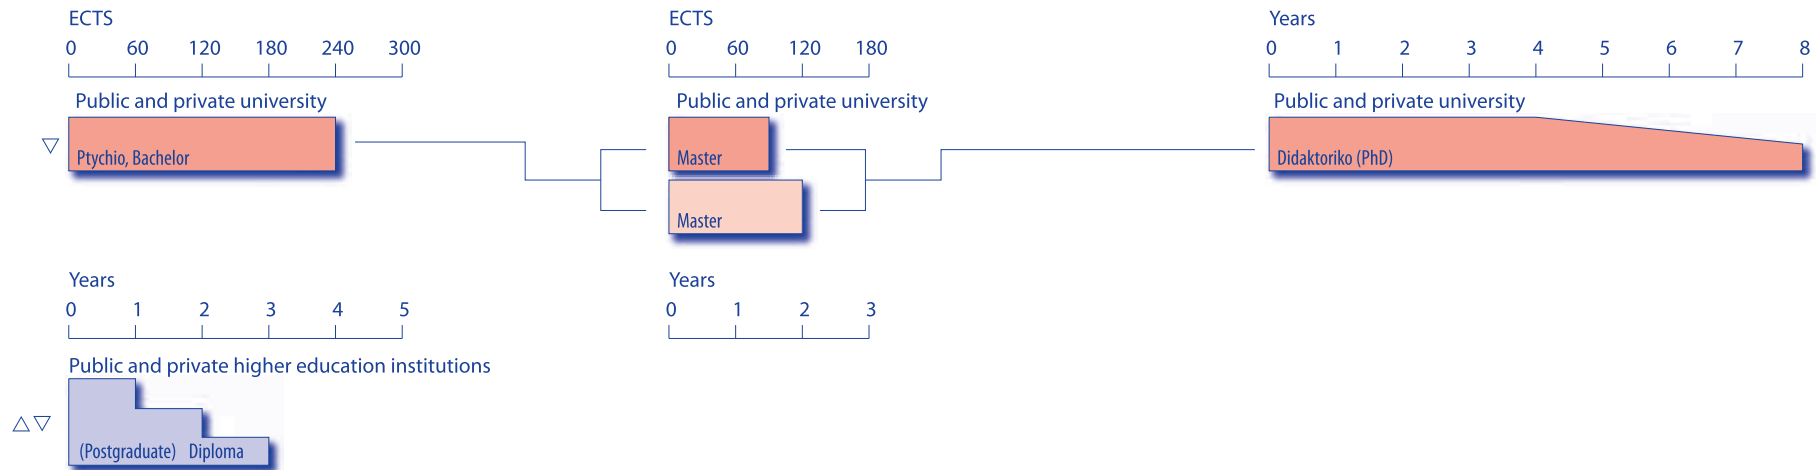 ECTS
0 60 120 180 240 300
Public and private university
Ptychio, Bachelor
ECTS
0 60 120 180
Public and private university
Master
Master
Years
0 1 2 3 4 5 6 7 8
Public and private university
Didaktoriko (PhD)
Years
0 1 2 3 4 5
Public and private higher education institutions
(Postgraduate) Diploma
Years
0 1 2 3